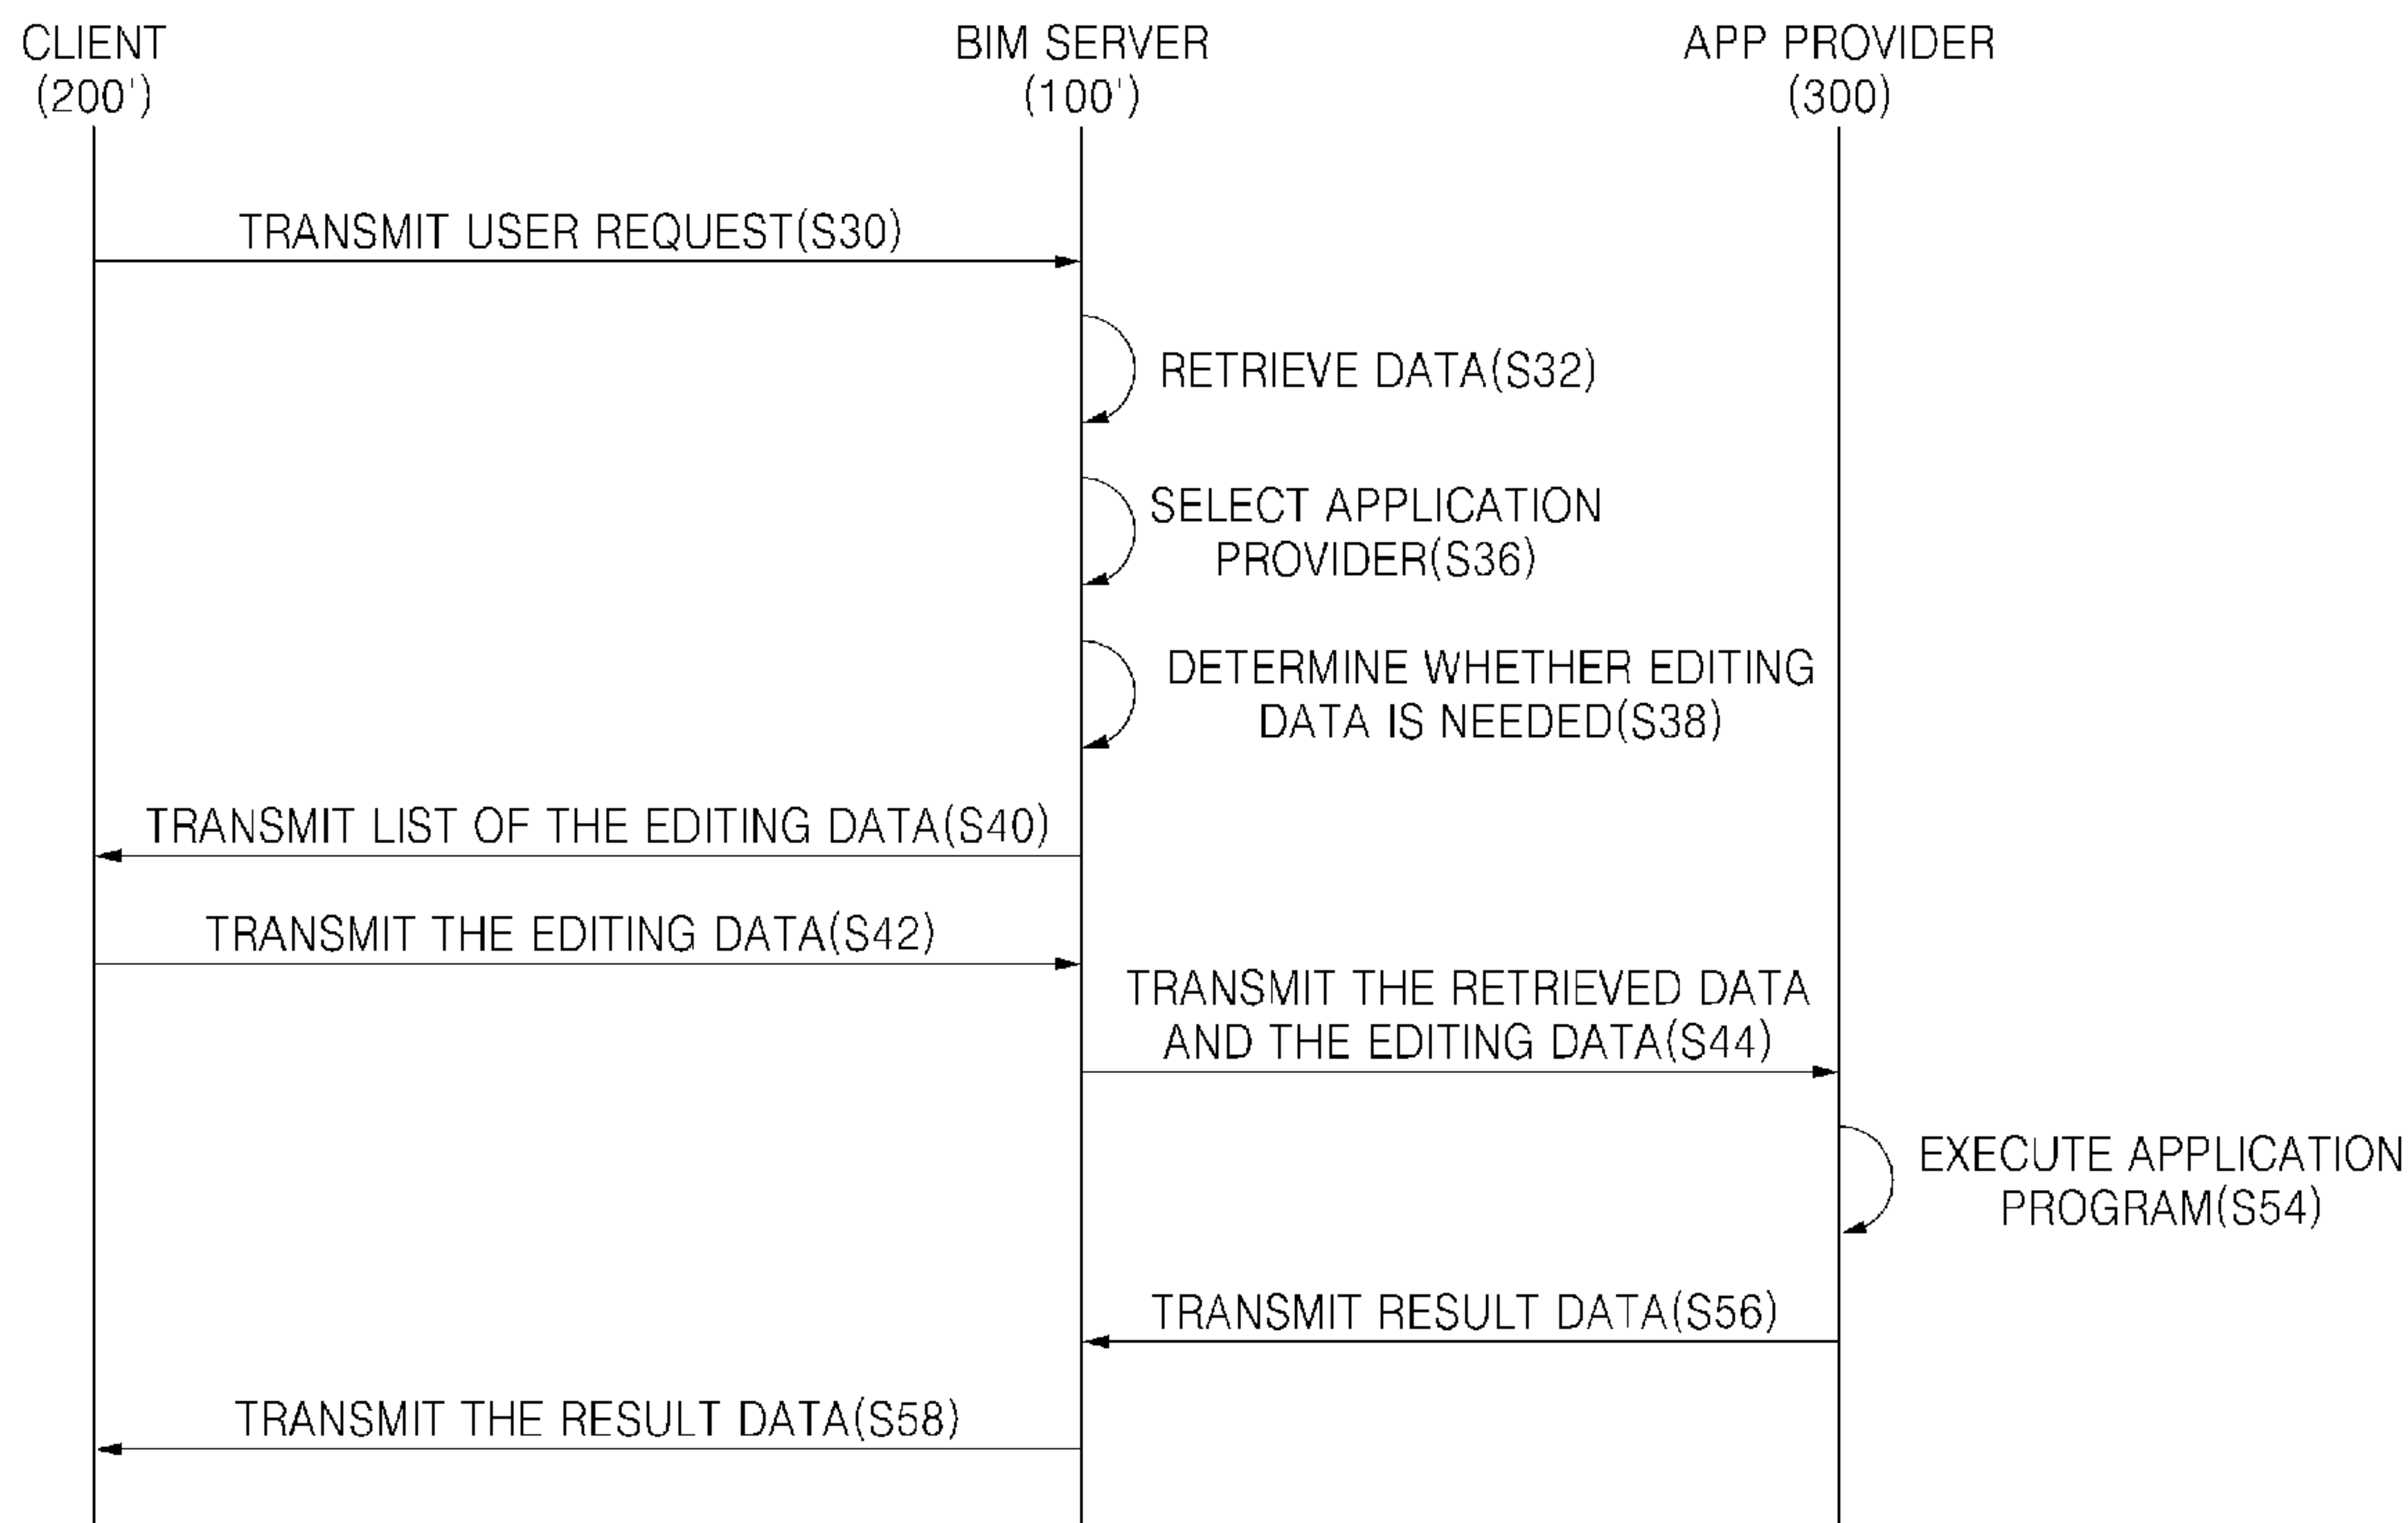 CLIENT
(200')
BIM SERVER
(100')
APP PROVIDER
(300)
TRANSMIT USER REQUEST(S30)
RETRIEVE DATA(S32)
SELECT APPLICATION
PROVIDER(S36)
DETERMINE WHETHER EDITING
DATA IS NEEDED(S38)
TRANSMIT LIST OF THE EDITING DATA(S40)
TRANSMIT THE EDITING DATA(S42)
TRANSMIT THE RETRIEVED DATA
AND THE EDITING DATA(S44)
EXECUTE APPLICATION
PROGRAM(S54)
TRANSMIT RESULT DATA(S56)
TRANSMIT THE RESULT DATA(S58)